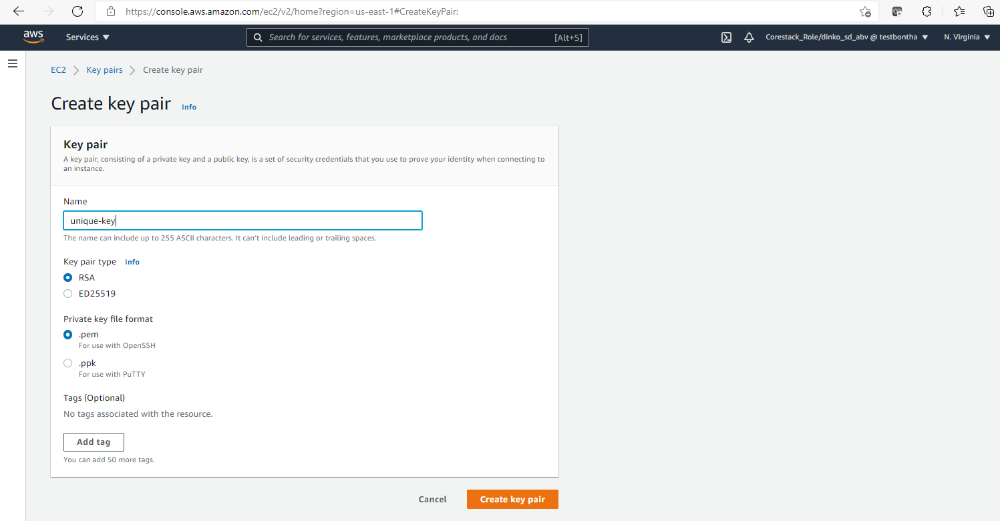 https://console.aws.amazon.com/ec2/v2/home?region=us-east-1#CreateKeyPair:
aws Services Search for services, features, marketplace products, and docs [Alt+S] Corestack_Role/dinko_sd_abv @ testbontha N. Virginia
EC2 Key pairs Create key pair
Create key pair Info
Key pair
A key pair, consisting of a private key and a public key, is a set of security credentials that you use to prove your identity when connecting to
an instance.
Name
unique-key
The name can include up to 255 ASCII characters. It can't include leading or trailing spaces.
Key pair type Info
RSA
ED25519
Private key file format
.pem
For use with OpenSSH
.ppk
For use with PuTTY
Tags (Optional)
No tags associated with the resource.
Add tag
You can add 50 more tags.
Cancel Create key pair